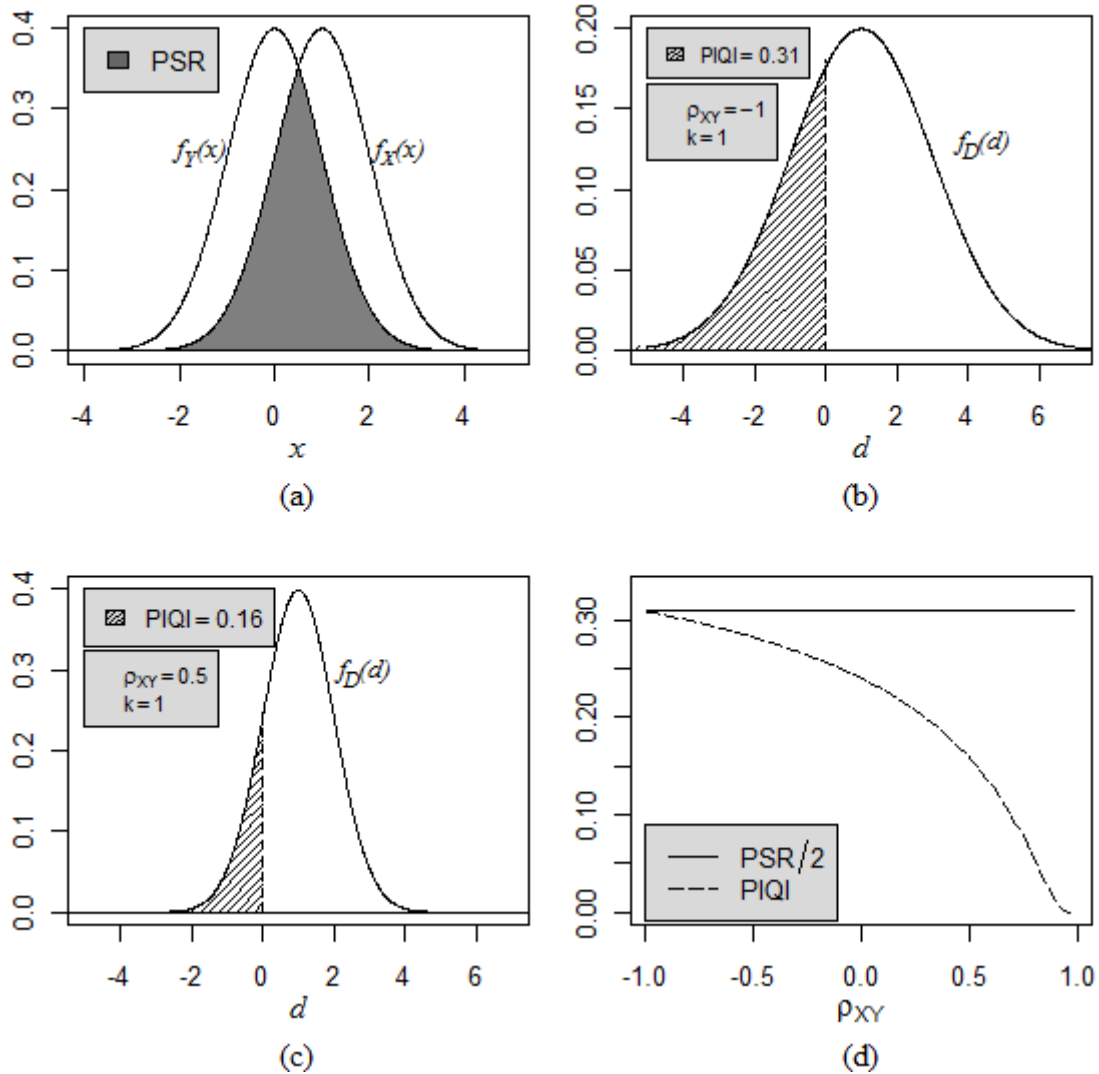 0.0 0.1 0.2 0.3 0.4
PSR
fY(x)
fX(x)
-4 -2 0 2 4
x
(a)
0.00 0.05 0.10 0.15 0.20
PIQI = 0.31
ρXY = −1
k = 1
fD(d)
-4 -2 0 2 4 6
d
(b)
0.0 0.1 0.2 0.3 0.4
PIQI = 0.16
ρXY = 0.5
k = 1
fD(d)
-4 -2 0 2 4 6
d
(c)
0.00 0.10 0.20 0.30
PSR/2
PIQI
-1.0 -0.5 0.0 0.5 1.0
ρXY
(d)